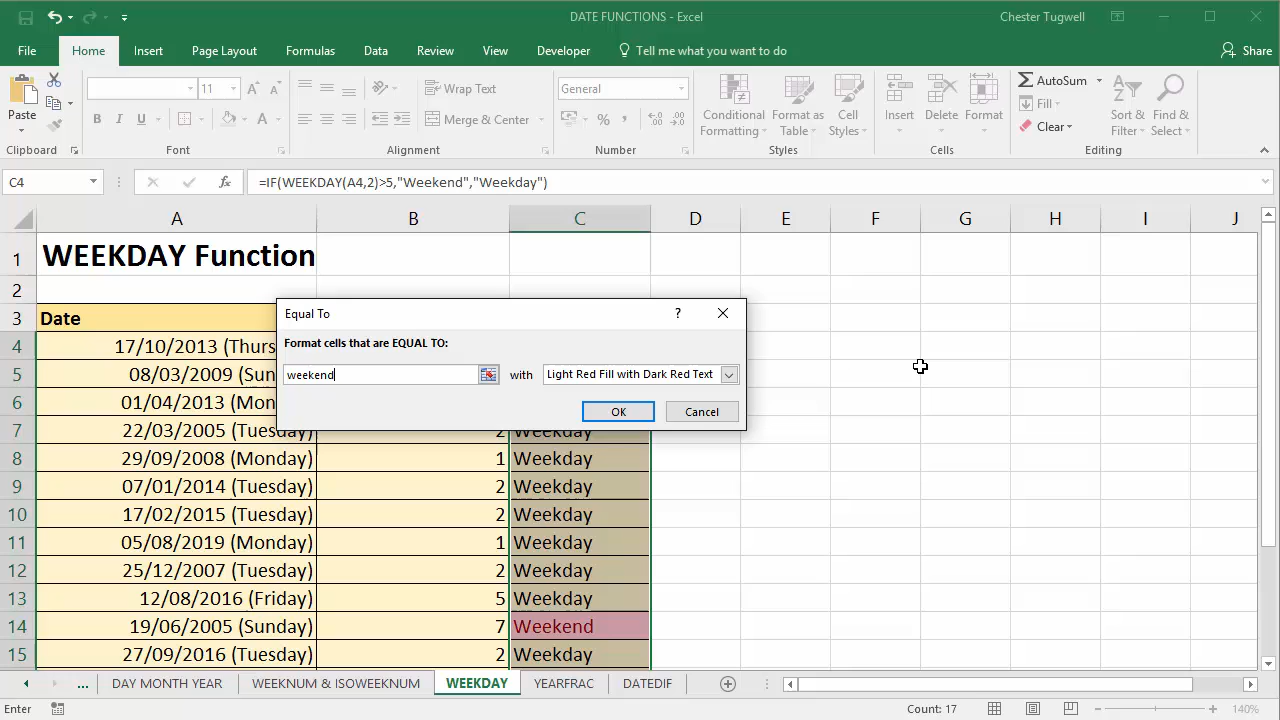 DATE FUNCTIONS - Excel
Chester Tugwell
File
Home
Insert
Page Layout
Formulas
Data
Review
View
Developer
Tell me what you want to do
Share
Paste
Clipboard
11
B I U
Font
Wrap Text
Merge & Center
Alignment
General
Number
Conditional Formatting
Format as Table
Cell Styles
Styles
Insert
Delete
Format
Cells
AutoSum
Fill
Clear
Sort & Filter
Find & Select
Editing
C4
fx
=IF(WEEKDAY(A4,2)>5,"Weekend","Weekday")
A B C D E F G H I J
1 WEEKDAY Function
2
3 Date
4 17/10/2013 (Thurs
5 08/03/2009 (Sun
6 01/04/2013 (Mon
7 22/03/2005 (Tuesday) 2 Weekday
8 29/09/2008 (Monday) 1 Weekday
9 07/01/2014 (Tuesday) 2 Weekday
10 17/02/2015 (Tuesday) 2 Weekday
11 05/08/2019 (Monday) 1 Weekday
12 25/12/2007 (Tuesday) 2 Weekday
13 12/08/2016 (Friday) 5 Weekday
14 19/06/2005 (Sunday) 7 Weekend
15 27/09/2016 (Tuesday) 2 Weekday
Equal To
?
Format cells that are EQUAL TO:
weekend
with
Light Red Fill with Dark Red Text
OK
Cancel
...
DAY MONTH YEAR
WEEKNUM & ISOWEEKNUM
WEEKDAY
YEARFRAC
DATEDIF
Enter
Count: 17
140%